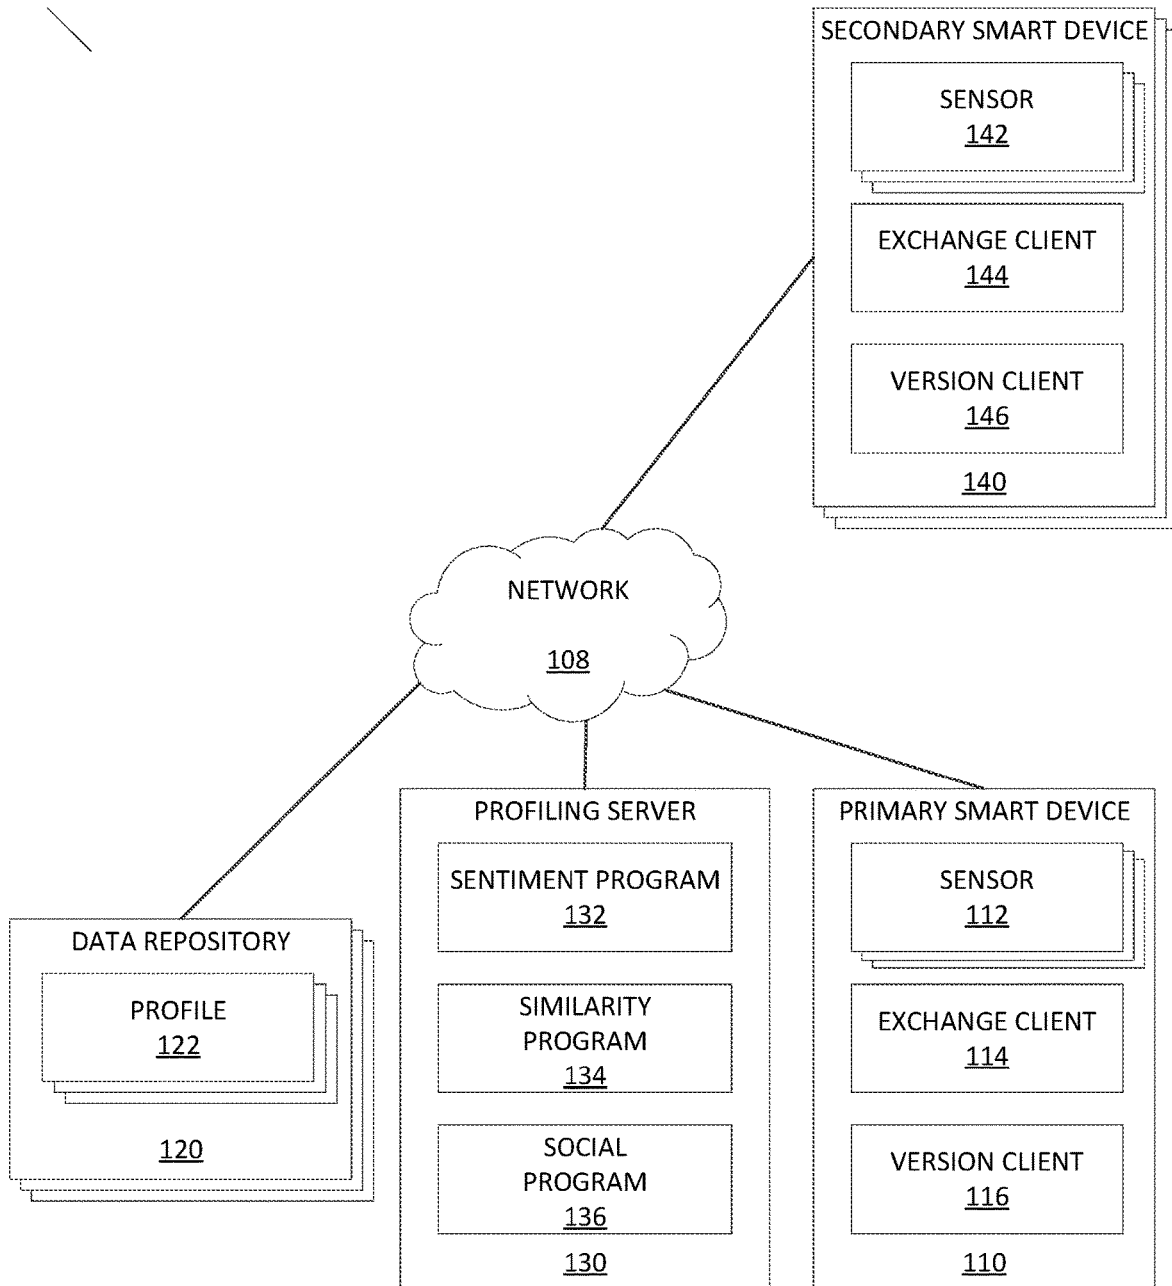 SECONDARY SMART DEVICE
SENSOR
142
EXCHANGE CLIENT
144
VERSION CLIENT
146
140
NETWORK
108
PROFILING SERVER
SENTIMENT PROGRAM
132
SIMILARITY
PROGRAM
134
SOCIAL
PROGRAM
136
130
PRIMARY SMART DEVICE
SENSOR
112
EXCHANGE CLIENT
114
VERSION CLIENT
116
110
DATA REPOSITORY
PROFILE
122
120